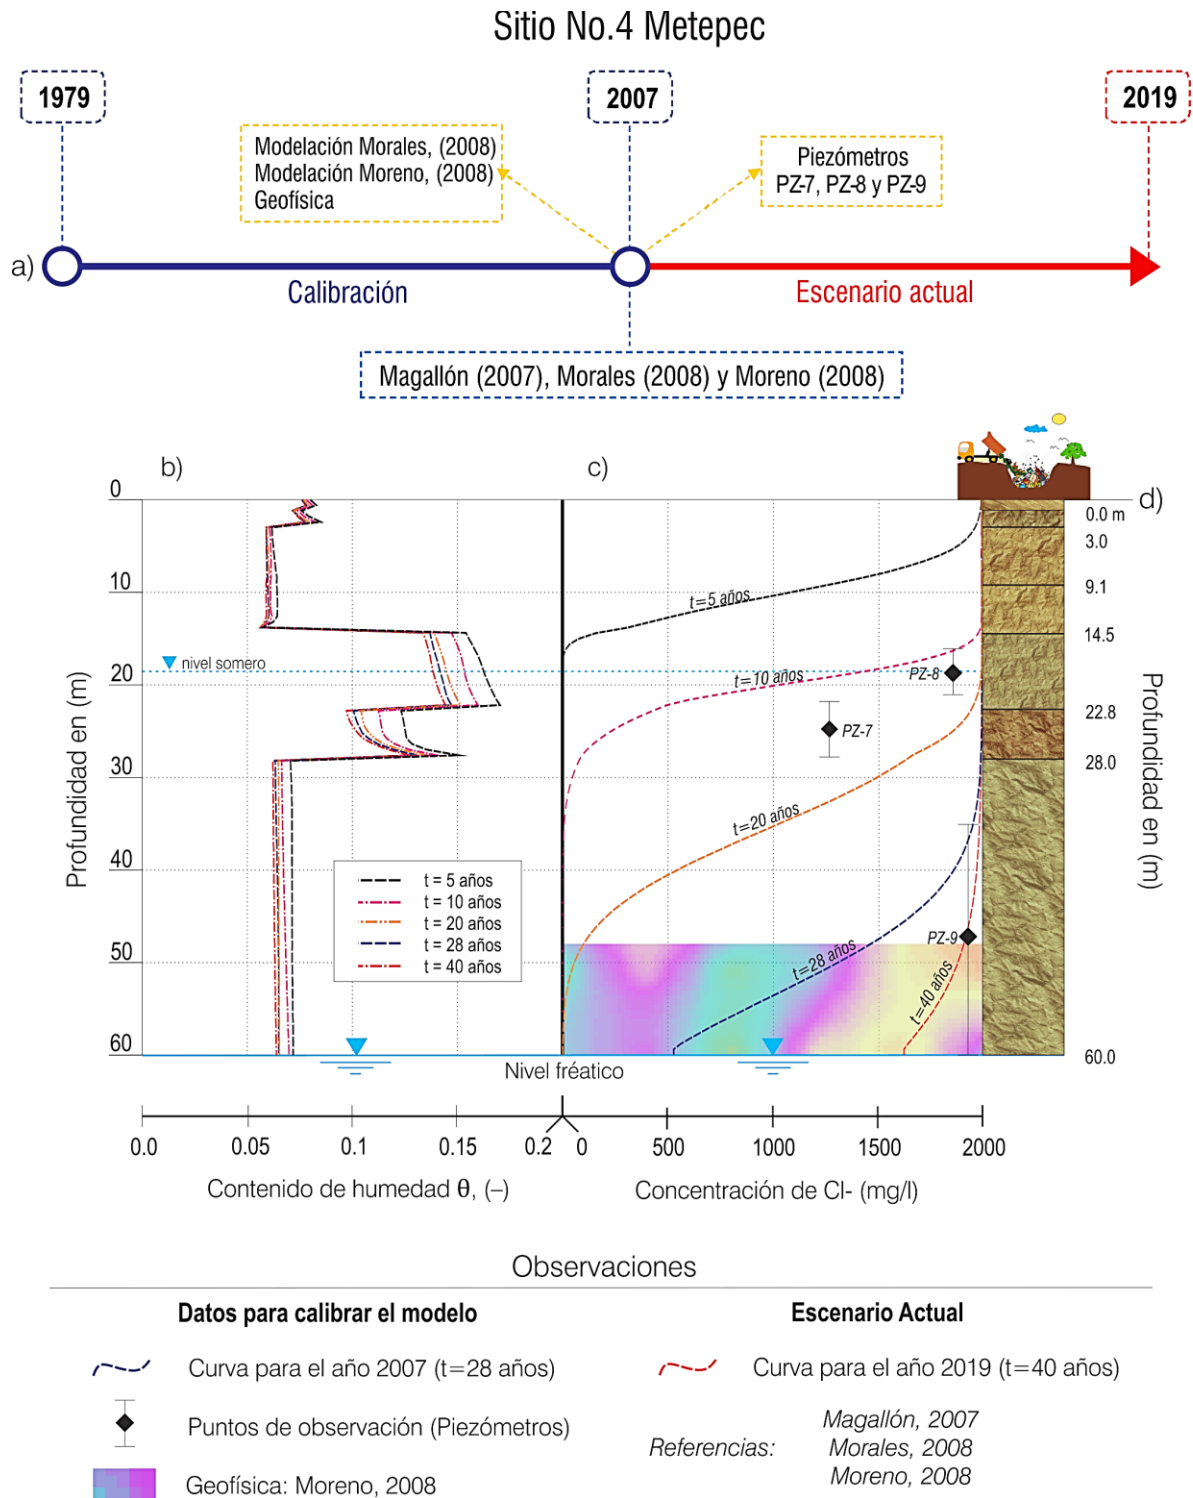 Sitio No.4 Metepec
1979
2007
2019
Modelación Morales, (2008)
Modelación Moreno, (2008)
Geofísica
Piezómetros
PZ-7, PZ-8 y PZ-9
a)
Calibración
Escenario actual
Magallón (2007), Morales (2008) y Moreno (2008)
b)
c)
d)
0
10
20
30
40
50
60
Profundidad en (m)
nivel somero
t = 5 años
t = 10 años
t = 20 años
t = 28 años
t = 40 años
t=5 años
t=10 años
t=20 años
t=28 años
t=40 años
PZ-8
PZ-7
PZ-9
0.0 m
3.0
9.1
14.5
22.8
28.0
60.0
Profundidad en (m)
Nivel fréatico
0.0
0.05
0.1
0.15
0.2
0
500
1000
1500
2000
Contenido de humedad θ, (–)
Concentración de Cl- (mg/l)
Observaciones
Datos para calibrar el modelo
Escenario Actual
Curva para el año 2007 (t=28 años)
Curva para el año 2019 (t=40 años)
Puntos de observación (Piezómetros)
Referencias:
Magallón, 2007
Morales, 2008
Moreno, 2008
Geofísica: Moreno, 2008